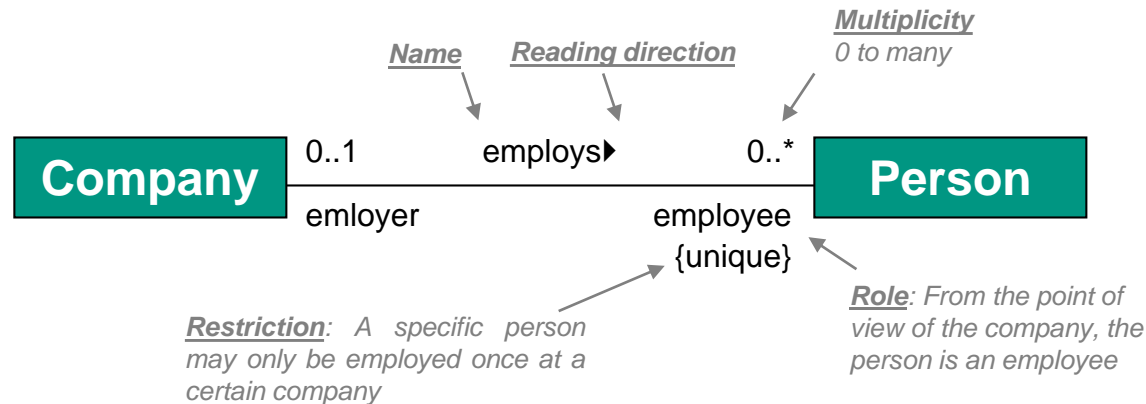 Multiplicity
0 to many
Name
Reading direction
0..1
employs
0..*
Company
Person
emloyer
employee
{unique}
Restriction: A specific person
may only be employed once at a
certain company
Role: From the point of
view of the company, the
person is an employee